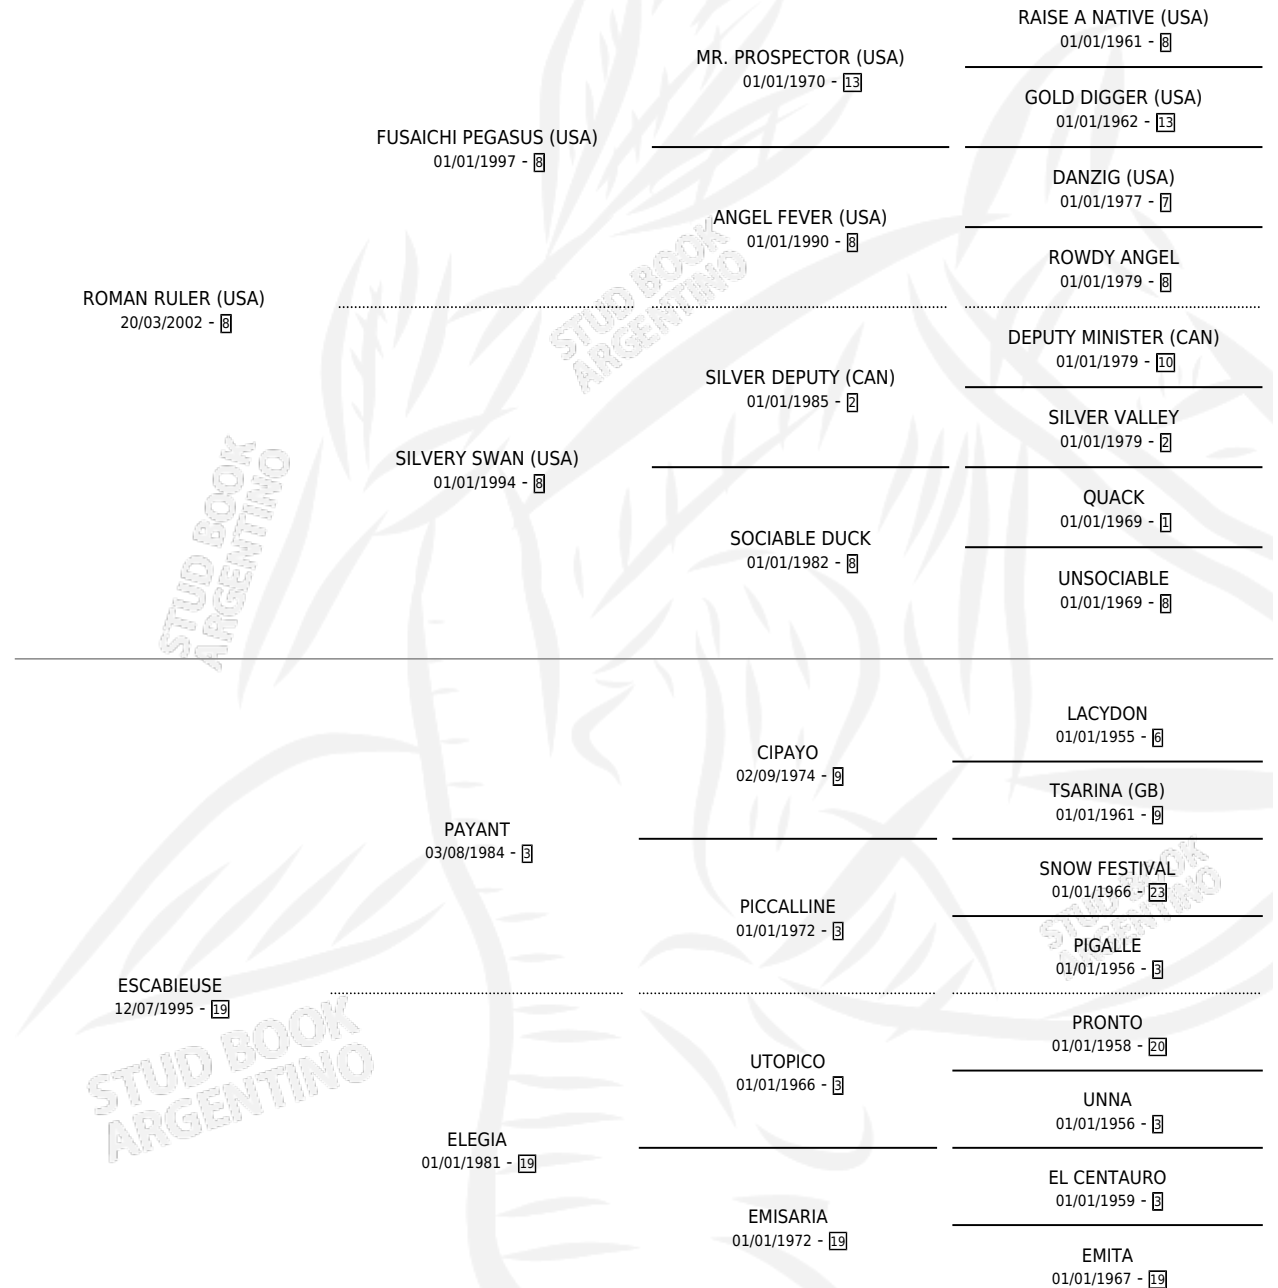 RAISE A NATIVE (USA)
01/01/1961 - 8
MR. PROSPECTOR (USA)
01/01/1970 - 13
GOLD DIGGER (USA)
01/01/1962 - 13
FUSAICHI PEGASUS (USA)
01/01/1997 - 8
DANZIG (USA)
01/01/1977 - 7
ANGEL FEVER (USA)
01/01/1990 - 8
ROWDY ANGEL
01/01/1979 - 8
ROMAN RULER (USA)
20/03/2002 - 8
STUD BOOK
ARGENTINO
DEPUTY MINISTER (CAN)
01/01/1979 - 10
SILVER DEPUTY (CAN)
01/01/1985 - 2
SILVER VALLEY
01/01/1979 - 2
SILVERY SWAN (USA)
01/01/1994 - 8
QUACK
01/01/1969 - 1
SOCIABLE DUCK
01/01/1982 - 8
UNSOCIABLE
01/01/1969 - 8
STUD BOOK
ARGENTINO
LACYDON
01/01/1955 - 6
CIPAYO
02/09/1974 - 9
TSARINA (GB)
01/01/1961 - 9
PAYANT
03/08/1984 - 3
SNOW FESTIVAL
01/01/1966 - 23
PICCALLINE
01/01/1972 - 3
STUD BOOK
ARGENTINO
PIGALLE
01/01/1956 - 3
ESCABIEUSE
12/07/1995 - 19
PRONTO
01/01/1958 - 20
UTOPICO
01/01/1966 - 3
STUD BOOK
ARGENTINO
UNNA
01/01/1956 - 3
ELEGIA
01/01/1981 - 19
EL CENTAURO
01/01/1959 - 3
EMISARIA
01/01/1972 - 19
EMITA
01/01/1967 - 19